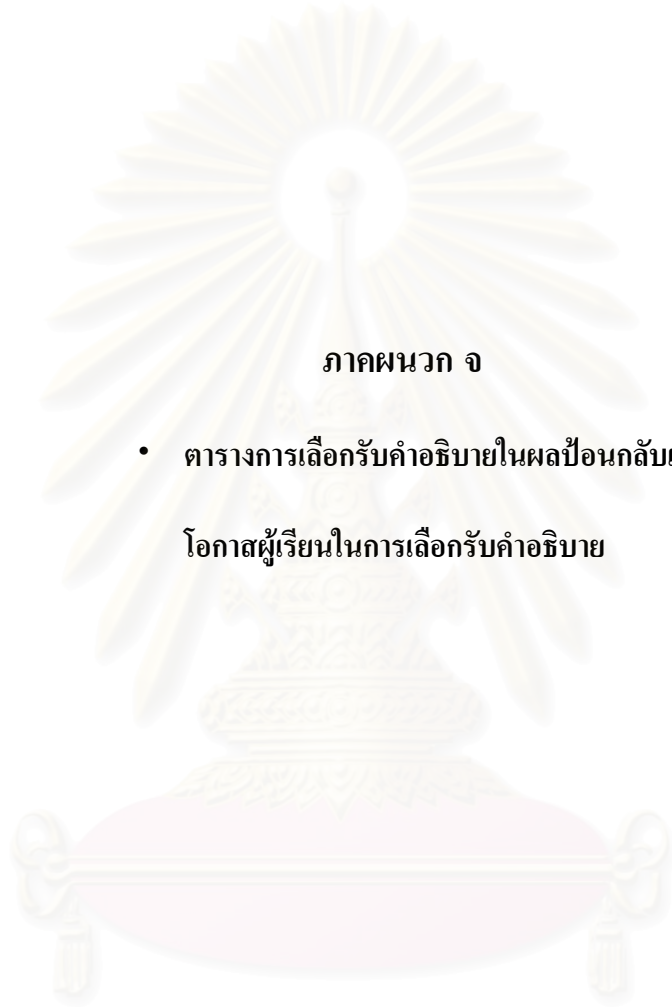 ภาคผนวก จ
• ตารางการเลือกรับคำอธิบายในผลป้อนกลับ
โอกาสผู้เรียนในการเลือกรับคำอธิบาย